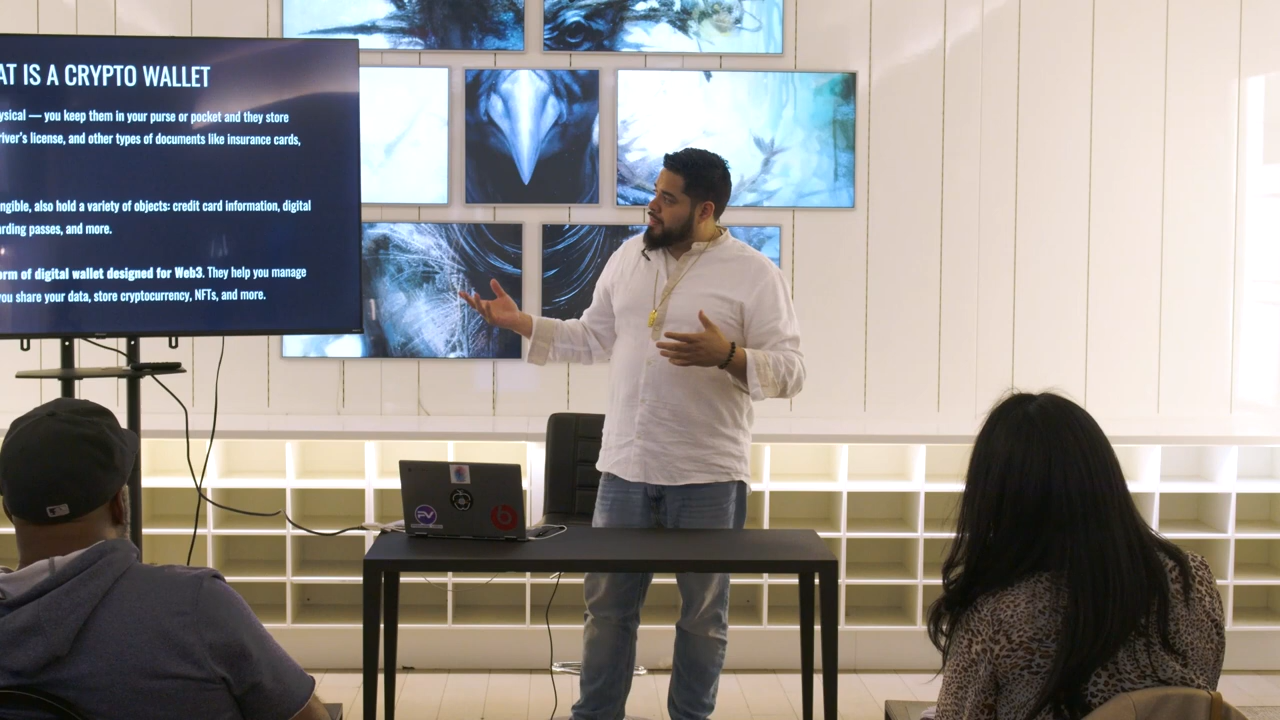 AT IS A CRYPTO WALLET
ysical — you keep them in your purse or pocket and they store
river's license, and other types of documents like insurance cards,
ngible, also hold a variety of objects: credit card information, digital
arding passes, and more.
orm of digital wallet designed for Web3. They help you manage
you share your data, store cryptocurrency, NFTs, and more.
PV